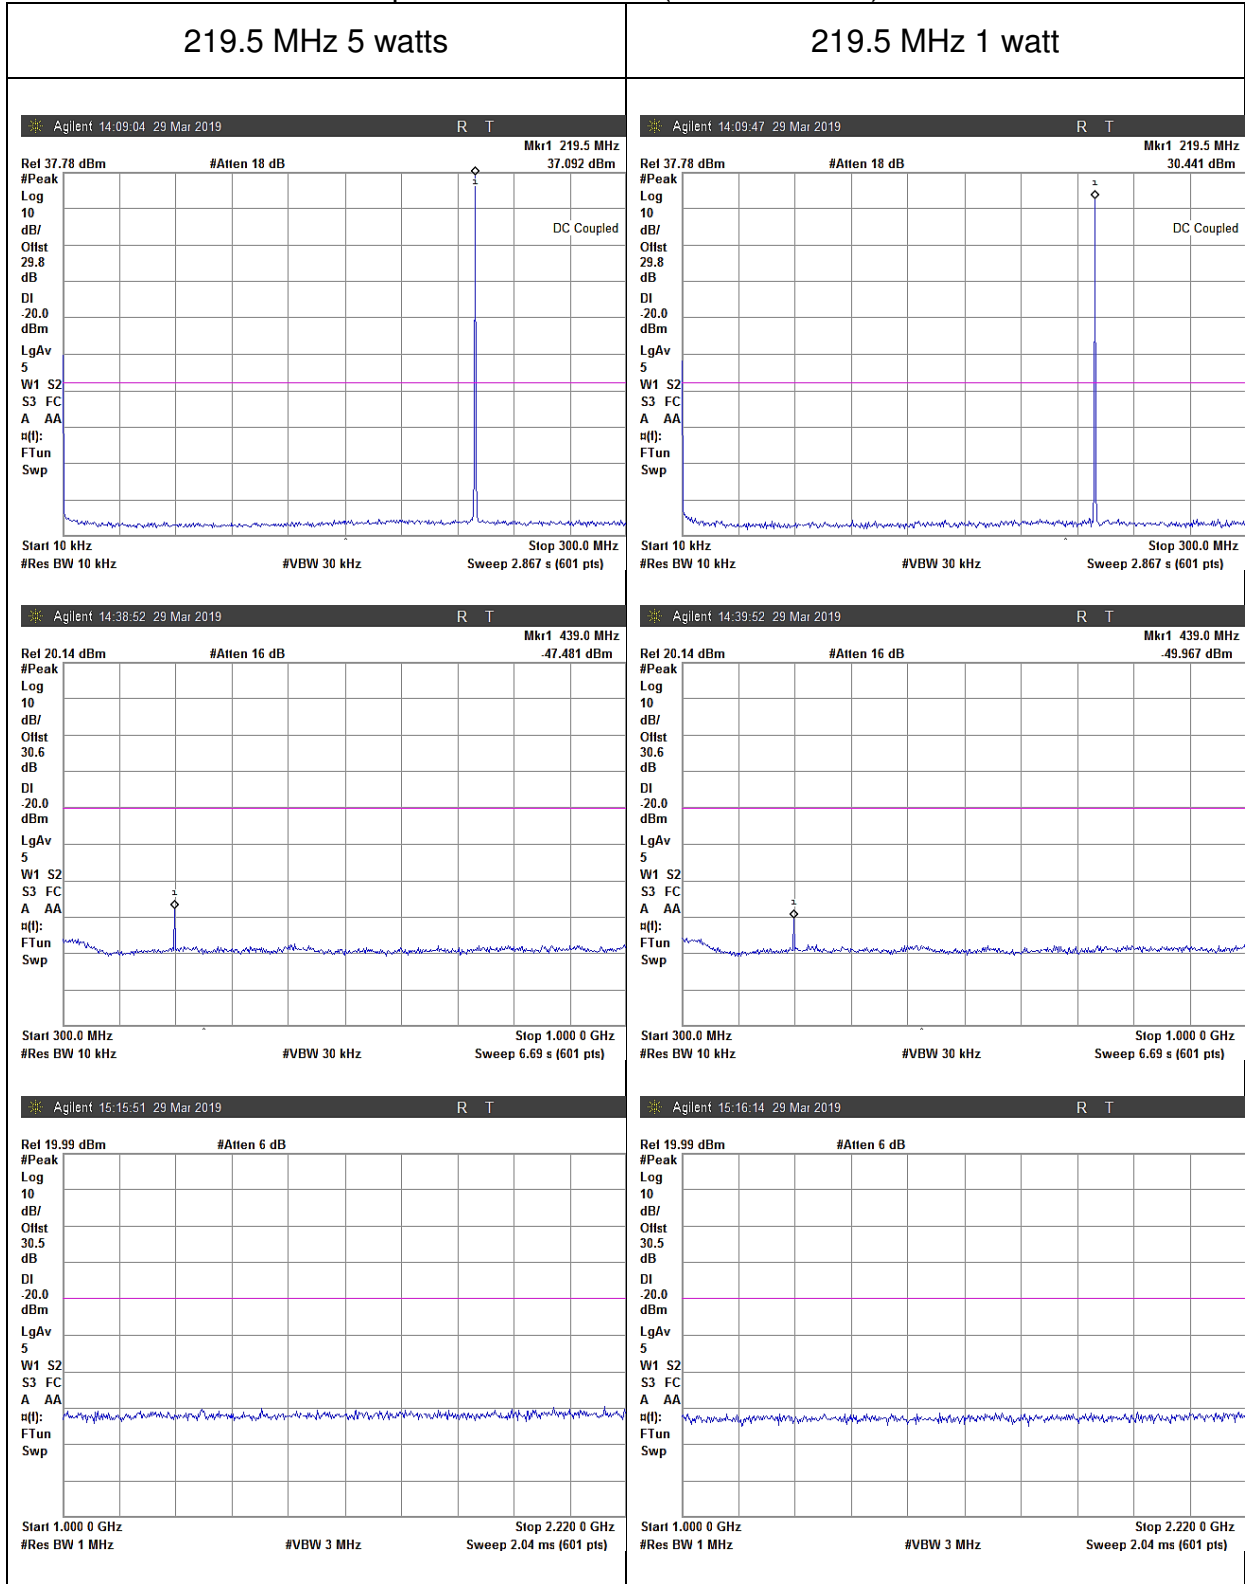 219.5 MHz 5 watts
219.5 MHz 1 watt
Agilent 14:09:04 29 Mar 2019 R T
Mkr1 219.5 MHz
Ref 37.78 dBm #Atten 18 dB 37.092 dBm
#Peak
1
Log
10
dB/
DC Coupled
Offst
29.8
dB
DI
-20.0
dBm
LgAv
5
W1 S2
S3 FC
A AA
¤(f):
FTun
Swp
Start 10 kHz Stop 300.0 MHz
#Res BW 10 kHz #VBW 30 kHz Sweep 2.867 s (601 pts)
Agilent 14:09:47 29 Mar 2019 R T
Mkr1 219.5 MHz
Ref 37.78 dBm #Atten 18 dB 30.441 dBm
#Peak
1
Log
10
dB/
DC Coupled
Offst
29.8
dB
DI
-20.0
dBm
LgAv
5
W1 S2
S3 FC
A AA
¤(f):
FTun
Swp
Start 10 kHz Stop 300.0 MHz
#Res BW 10 kHz #VBW 30 kHz Sweep 2.867 s (601 pts)
Agilent 14:38:52 29 Mar 2019 R T
Mkr1 439.0 MHz
Ref 20.14 dBm #Atten 16 dB -47.481 dBm
#Peak
Log
10
dB/
Offst
30.6
dB
DI
-20.0
dBm
LgAv
5
W1 S2
S3 FC
1
A AA
¤(f):
FTun
Swp
Start 300.0 MHz Stop 1.000 0 GHz
#Res BW 10 kHz #VBW 30 kHz Sweep 6.69 s (601 pts)
Agilent 14:39:52 29 Mar 2019 R T
Mkr1 439.0 MHz
Ref 20.14 dBm #Atten 16 dB -49.967 dBm
#Peak
Log
10
dB/
Offst
30.6
dB
DI
-20.0
dBm
LgAv
5
W1 S2
S3 FC
1
A AA
¤(f):
FTun
Swp
Start 300.0 MHz Stop 1.000 0 GHz
#Res BW 10 kHz #VBW 30 kHz Sweep 6.69 s (601 pts)
Agilent 15:15:51 29 Mar 2019 R T
Ref 19.99 dBm #Atten 6 dB
#Peak
Log
10
dB/
Offst
30.5
dB
DI
-20.0
dBm
LgAv
5
W1 S2
S3 FC
A AA
¤(f):
FTun
Swp
Start 1.000 0 GHz Stop 2.220 0 GHz
#Res BW 1 MHz #VBW 3 MHz Sweep 2.04 ms (601 pts)
Agilent 15:16:14 29 Mar 2019 R T
Ref 19.99 dBm #Atten 6 dB
#Peak
Log
10
dB/
Offst
30.5
dB
DI
-20.0
dBm
LgAv
5
W1 S2
S3 FC
A AA
¤(f):
FTun
Swp
Start 1.000 0 GHz Stop 2.220 0 GHz
#Res BW 1 MHz #VBW 3 MHz Sweep 2.04 ms (601 pts)